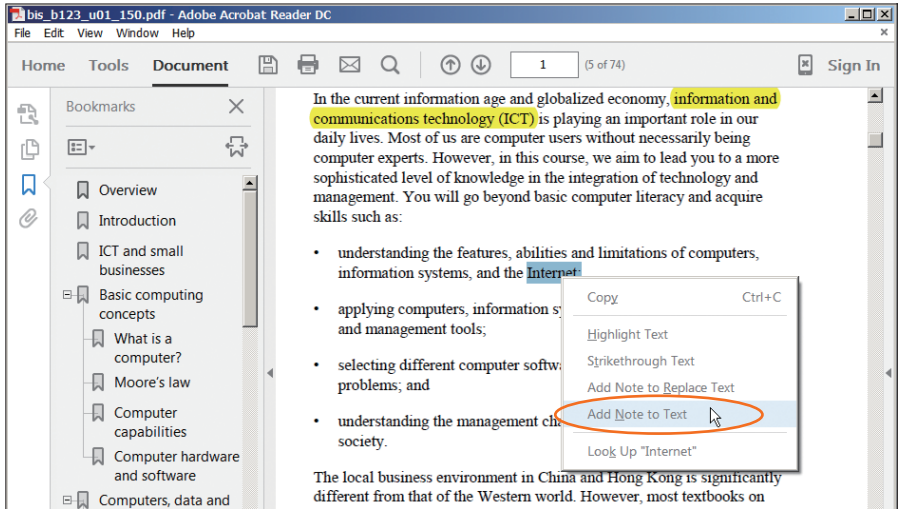 bis_b123_u01_150.pdf - Adobe Acrobat Reader DC
File Edit View Window Help
Home Tools Document 1 (5 of 74) Sign In
Bookmarks
Overview
Introduction
ICT and small
businesses
Basic computing
concepts
What is a
computer?
Moore's law
Computer
capabilities
Computer hardware
and software
Computers, data and
In the current information age and globalized economy, information and
communications technology (ICT) is playing an important role in our
daily lives. Most of us are computer users without necessarily being
computer experts. However, in this course, we aim to lead you to a more
sophisticated level of knowledge in the integration of technology and
management. You will go beyond basic computer literacy and acquire
skills such as:
• understanding the features, abilities and limitations of computers,
information systems, and the Internet;
• applying computers, information
and management tools;
• selecting different computer
problems; and
• understanding the management
society.
The local business environment in China and Hong Kong is significantly
different from that of the Western world. However, most textbooks on
Copy Ctrl+C
Highlight Text
Strikethrough Text
Add Note to Replace Text
Add Note to Text
Look Up "Internet"